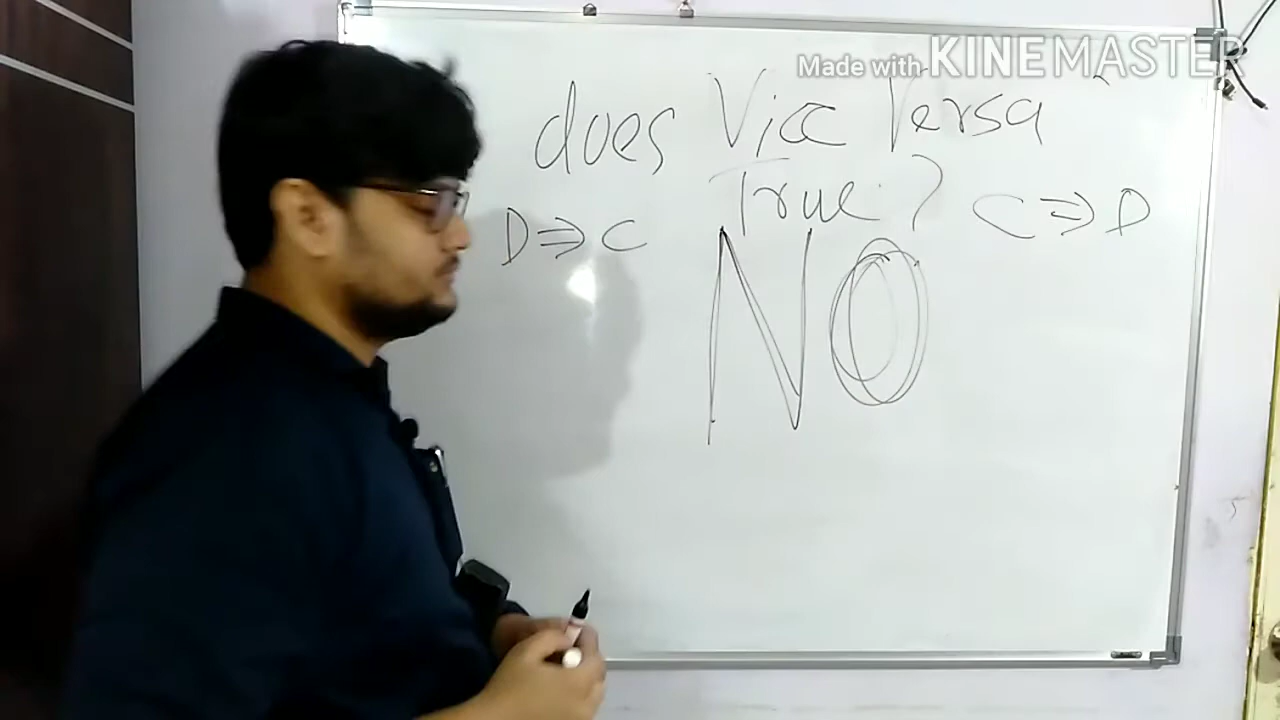 Made with KINEMASTER
does Vice Versa
True?
D⇒C
C⇒D
NO